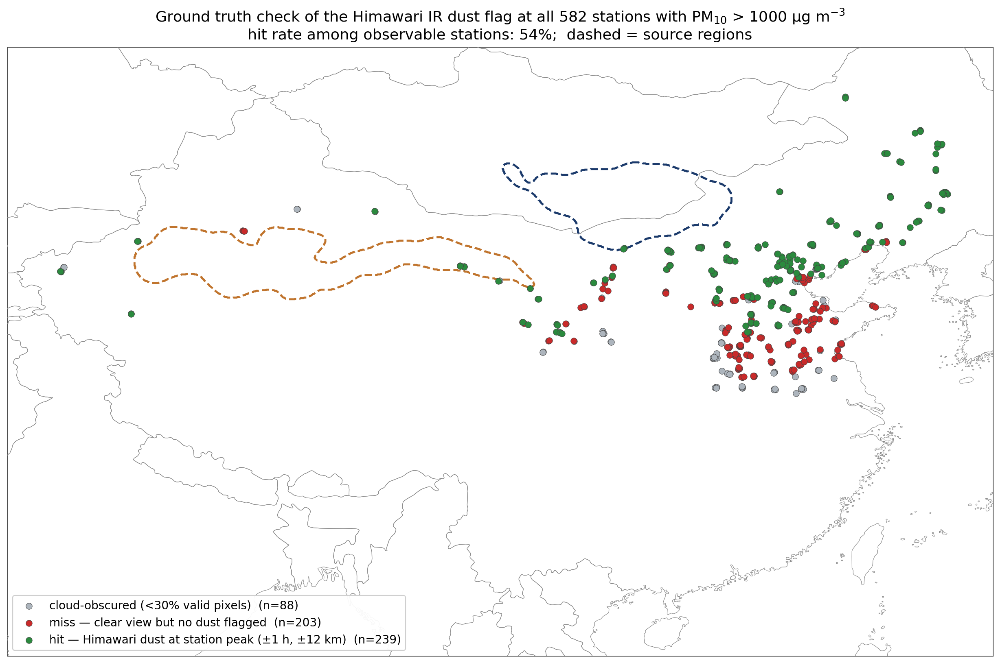 Ground truth check of the Himawari IR dust flag at all 582 stations with PM₁₀ > 1000 µg m⁻³
hit rate among observable stations: 54%;  dashed = source regions
cloud-obscured (<30% valid pixels)  (n=88)
miss — clear view but no dust flagged  (n=203)
hit — Himawari dust at station peak (±1 h, ±12 km)  (n=239)